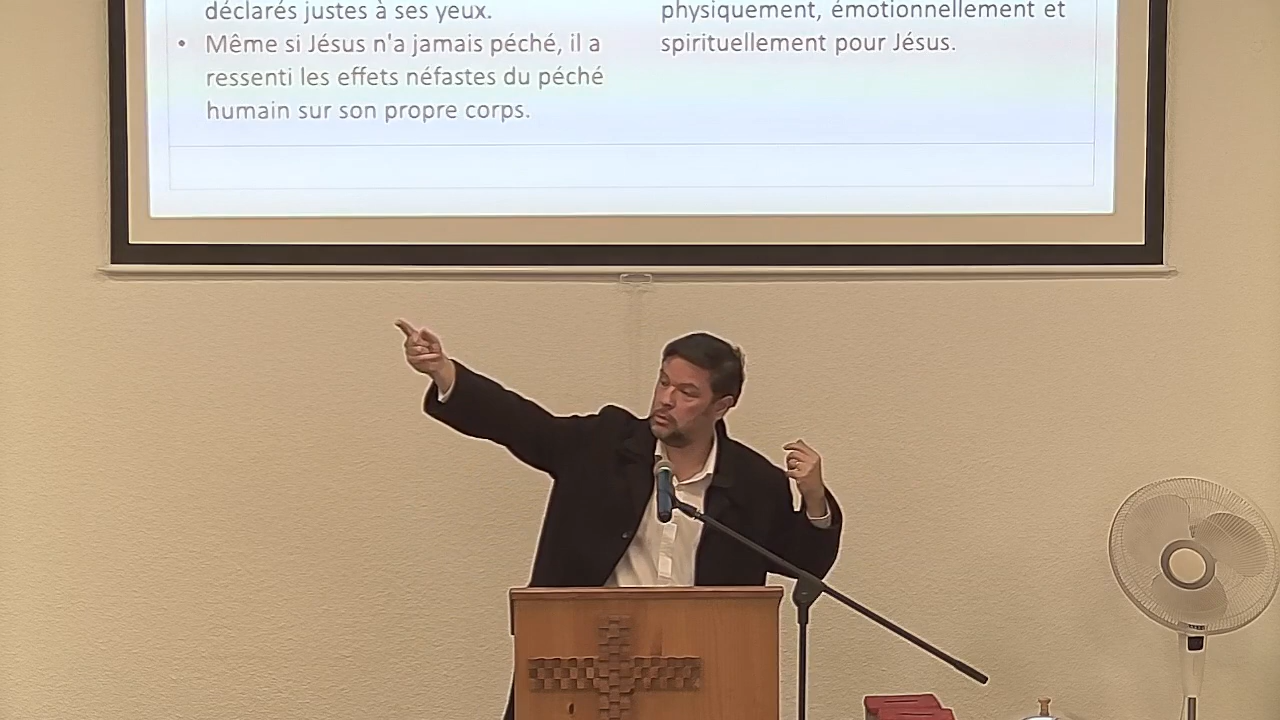 déclarés justes à ses yeux.
• Même si Jésus n'a jamais péché, il a
ressenti les effets néfastes du péché
humain sur son propre corps.
physiquement, émotionnellement et
spirituellement pour Jésus.